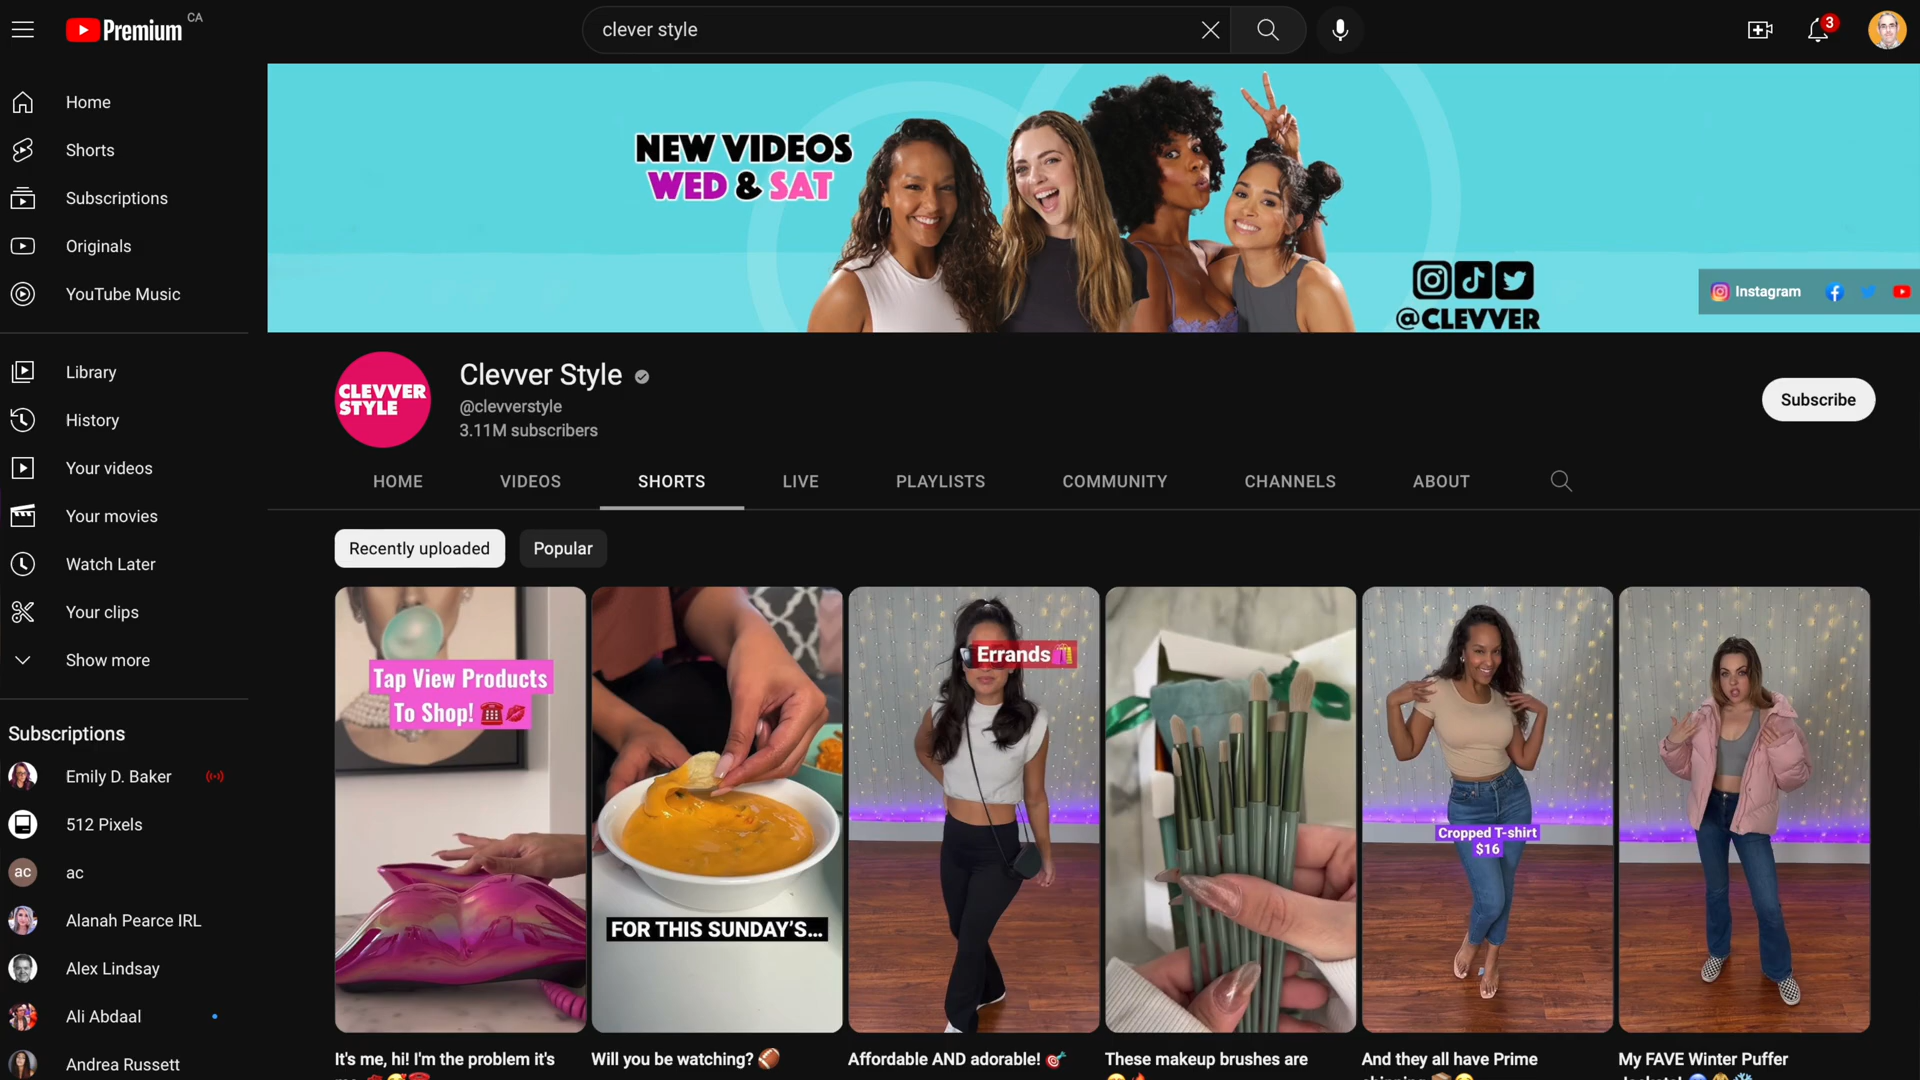 Premium CA
clever style
3
Home
Shorts
Subscriptions
Originals
YouTube Music
Library
History
Your videos
Your movies
Watch Later
Your clips
Show more
Subscriptions
Emily D. Baker
512 Pixels
ac ac
Alanah Pearce IRL
Alex Lindsay
Ali Abdaal
Andrea Russett
NEW VIDEOS
WED & SAT
@CLEVVER
Instagram
CLEVVER
STYLE
Clevver Style
@clevverstyle
3.11M subscribers
Subscribe
HOME VIDEOS SHORTS LIVE PLAYLISTS COMMUNITY CHANNELS ABOUT
Recently uploaded Popular
Tap View Products
To Shop! ☎️💋
It's me, hi! I'm the problem it's
FOR THIS SUNDAY'S...
Will you be watching? 🏈
Errands🛍️
Affordable AND adorable! 🎯
These makeup brushes are
Cropped T-shirt
$16
And they all have Prime
shipping
My FAVE Winter Puffer
Jackets!